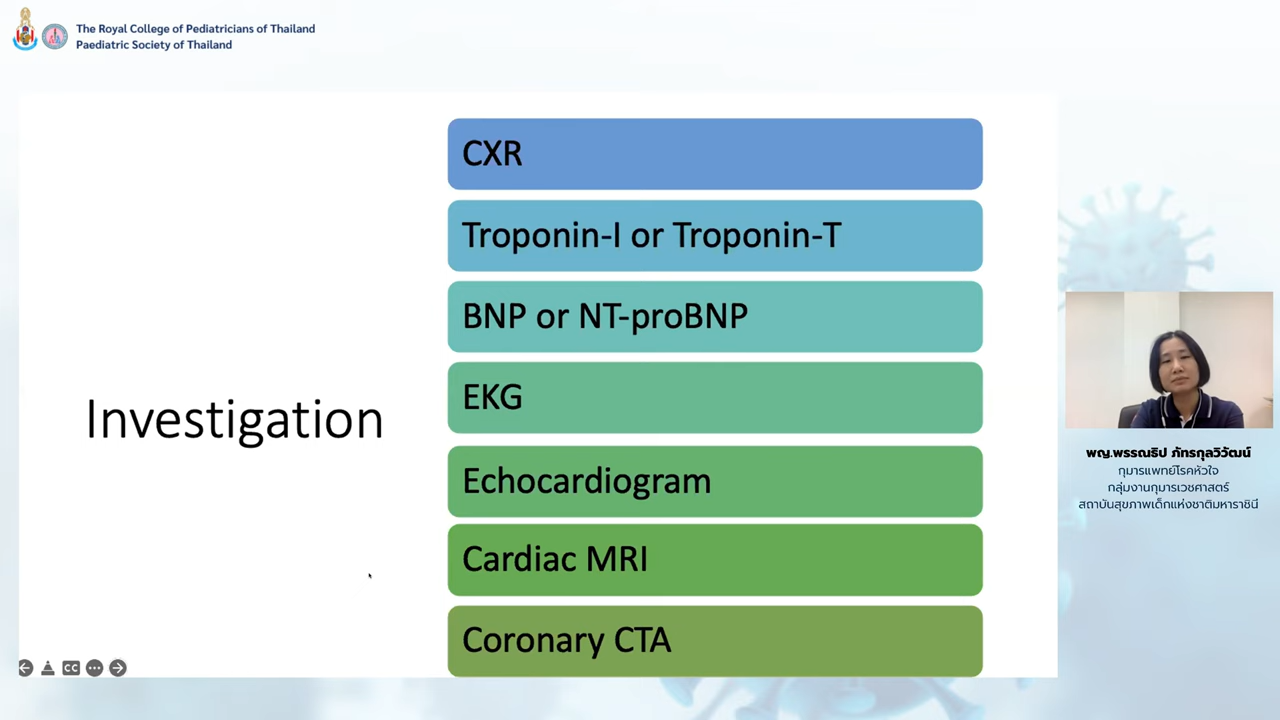 The Royal College of Pediatricians of Thailand
Paediatric Society of Thailand
Investigation
CXR
Troponin-I or Troponin-T
BNP or NT-proBNP
EKG
Echocardiogram
Cardiac MRI
Coronary CTA
CC
พญ.พรรณธิป ภัทรกุลวิวัฒน์
กุมารแพทย์โรคหัวใจ
กลุ่มงานกุมารเวชศาสตร์
สถาบันสุขภาพเด็กแห่งชาติมหาราชินี